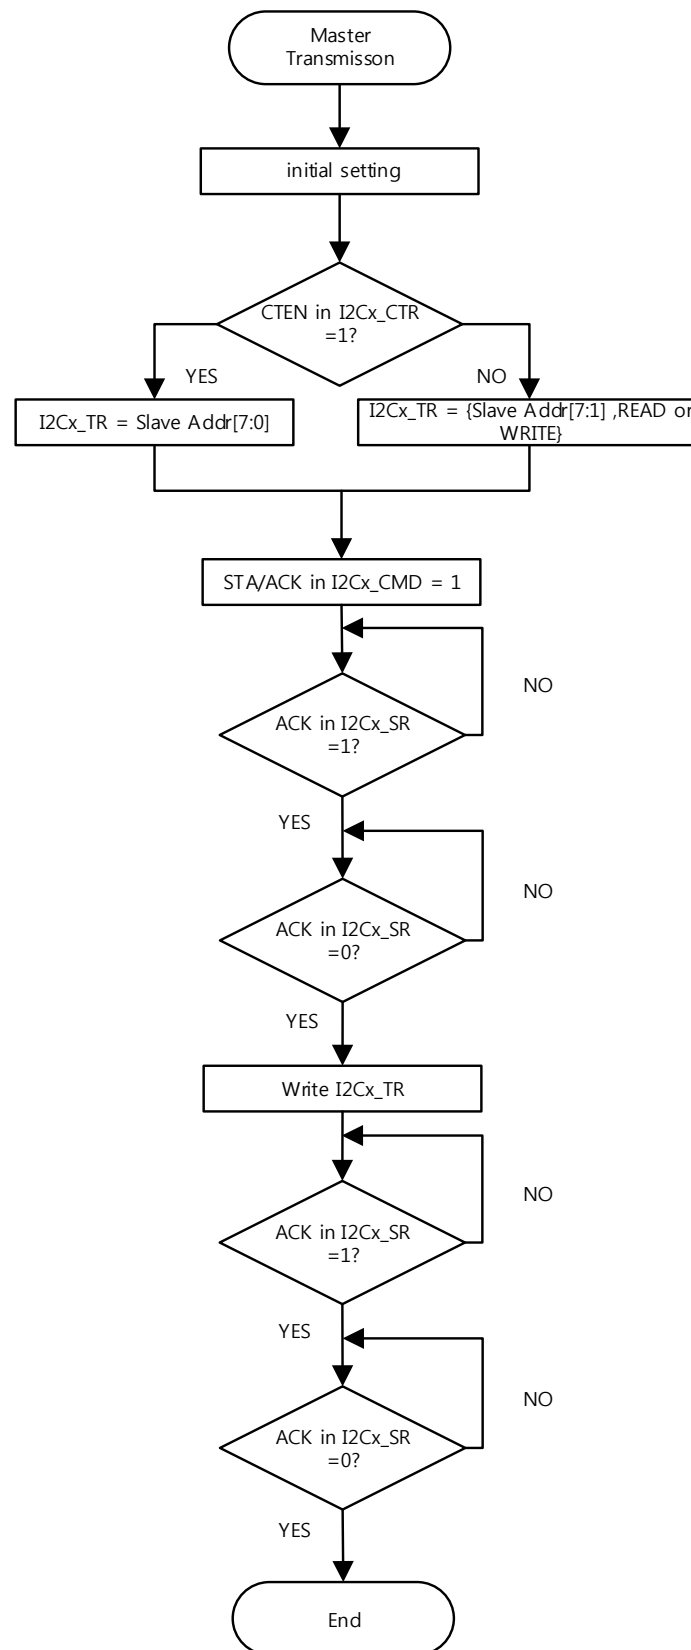 Master
Transmisson
initial setting
CTEN in I2Cx_CTR
=1?
YES
NO
I2Cx_TR = Slave Addr[7:0]
I2Cx_TR = {Slave Addr[7:1] ,READ or
WRITE}
STA/ACK in I2Cx_CMD = 1
NO
ACK in I2Cx_SR
=1?
YES
NO
ACK in I2Cx_SR
=0?
YES
Write I2Cx_TR
NO
ACK in I2Cx_SR
=1?
YES
NO
ACK in I2Cx_SR
=0?
YES
End